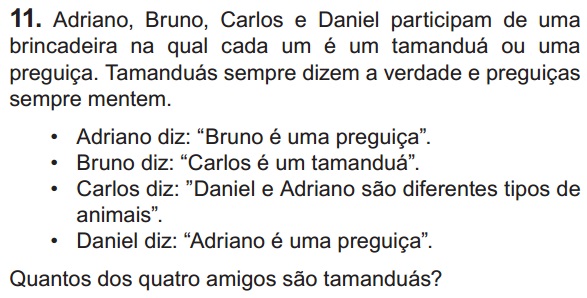 11. Adriano, Bruno, Carlos e Daniel participam de uma
brincadeira na qual cada um é um tamanduá ou uma
preguiça. Tamanduás sempre dizem a verdade e preguiças
sempre mentem.
• Adriano diz: “Bruno é uma preguiça”.
• Bruno diz: “Carlos é um tamanduá”.
• Carlos diz: ”Daniel e Adriano são diferentes tipos de
animais”.
• Daniel diz: “Adriano é uma preguiça”.
Quantos dos quatro amigos são tamanduás?